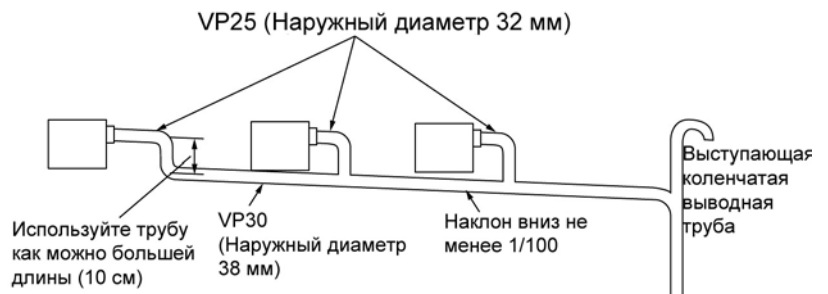 VP25 (Наружный диаметр 32 мм)
Выступающая
коленчатая
выводная
труба
Используйте трубу
как можно большей
длины (10 см)
VP30
(Наружный диаметр
38 мм)
Наклон вниз не
менее 1/100